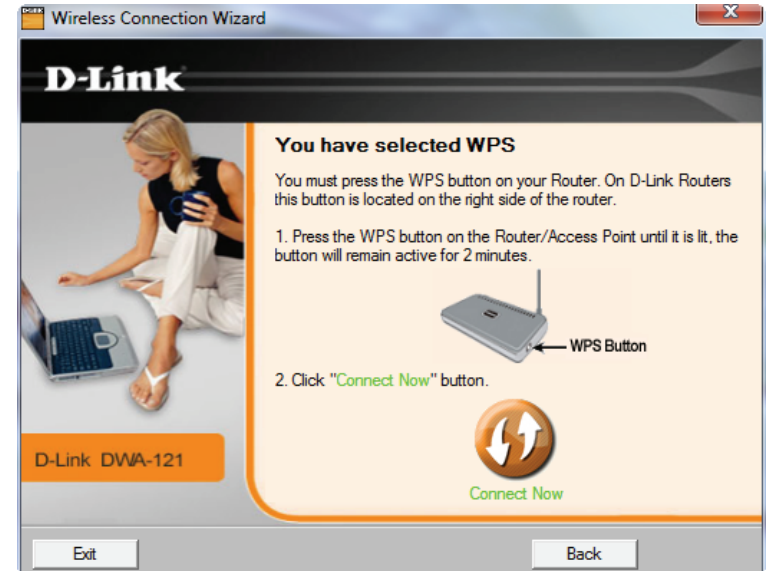 Wireless Connection Wizard
D-Link
You have selected WPS
You must press the WPS button on your Router. On D-Link Routers
this button is located on the right side of the router.
1. Press the WPS button on the Router/Access Point until it is lit, the
button will remain active for 2 minutes.
WPS Button
2. Click "Connect Now" button.
D-Link DWA-121
Connect Now
Exit
Back